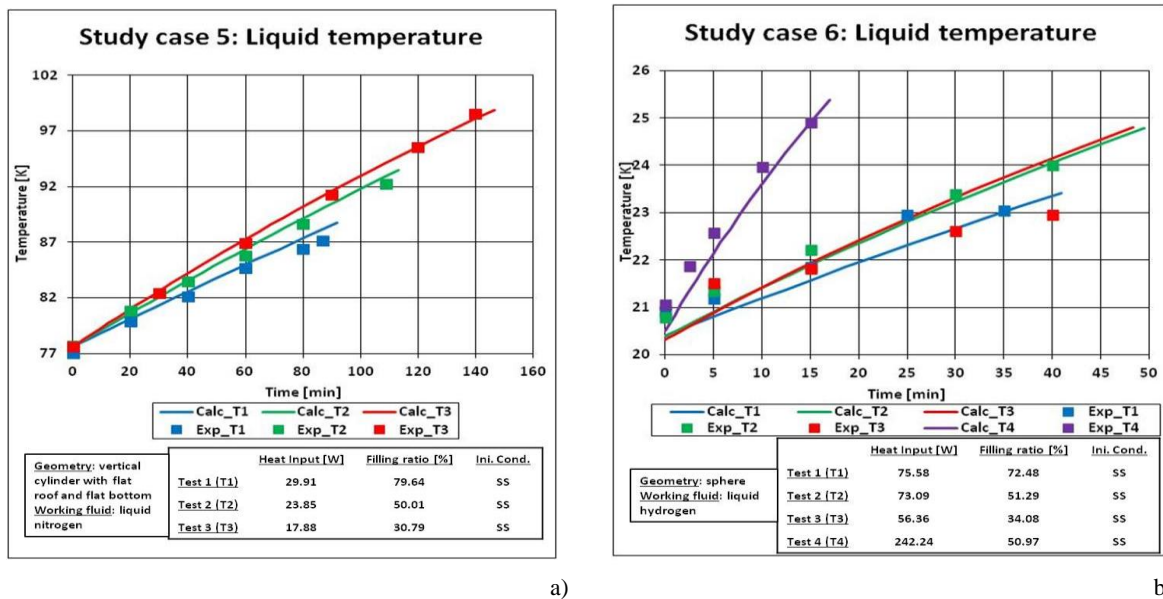 Study case 5: Liquid temperature
102
97
92
87
82
77
Temperature [K]
0 20 40 60 80 100 120 140 160
Time [min]
Calc_T1 Calc_T2 Calc_T3
Exp_T1 Exp_T2 Exp_T3
Geometry: vertical
cylinder with flat
roof and flat bottom
Working fluid: liquid
nitrogen
Heat Input [W] Filling ratio [%] Ini. Cond.
Test 1 (T1) 29.91 79.64 SS
Test 2 (T2) 23.85 50.01 SS
Test 3 (T3) 17.88 30.79 SS
a)
Study case 6: Liquid temperature
26
25
24
23
22
21
20
Temperature [K]
0 5 10 15 20 25 30 35 40 45 50
Time [min]
Calc_T1 Calc_T2 Calc_T3 Exp_T1
Exp_T2 Exp_T3 Calc_T4 Exp_T4
Geometry: sphere
Working fluid: liquid
hydrogen
Heat Input [W] Filling ratio [%] Ini. Cond.
Test 1 (T1) 75.58 72.48 SS
Test 2 (T2) 73.09 51.29 SS
Test 3 (T3) 56.36 34.08 SS
Test 4 (T4) 242.24 50.97 SS
b